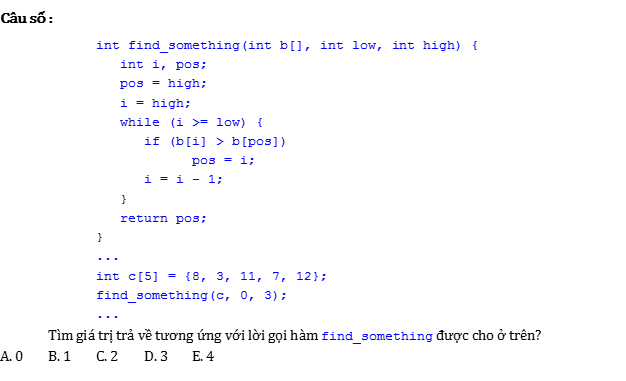 Câu số :
int find_something(int b[], int low, int high) {
int i, pos;
pos = high;
i = high;
while (i >= low) {
if (b[i] > b[pos])
pos = i;
i = i - 1;
}
return pos;
}
...
int c[5] = {8, 3, 11, 7, 12};
find_something(c, 0, 3);
...
Tìm giá trị trả về tương ứng với lời gọi hàm find_something được cho ở trên?
A. 0 B. 1 C. 2 D. 3 E. 4